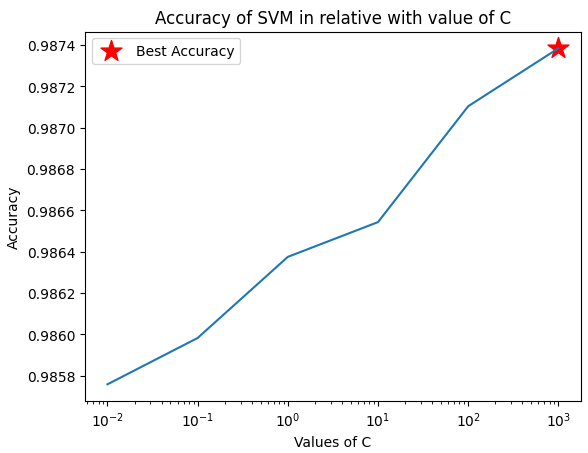 Accuracy of SVM in relative with value of C
Best Accuracy
0.9874
0.9872
0.9870
0.9868
0.9866
0.9864
0.9862
0.9860
0.9858
Accuracy
10⁻² 10⁻¹ 10⁰ 10¹ 10² 10³
Values of C